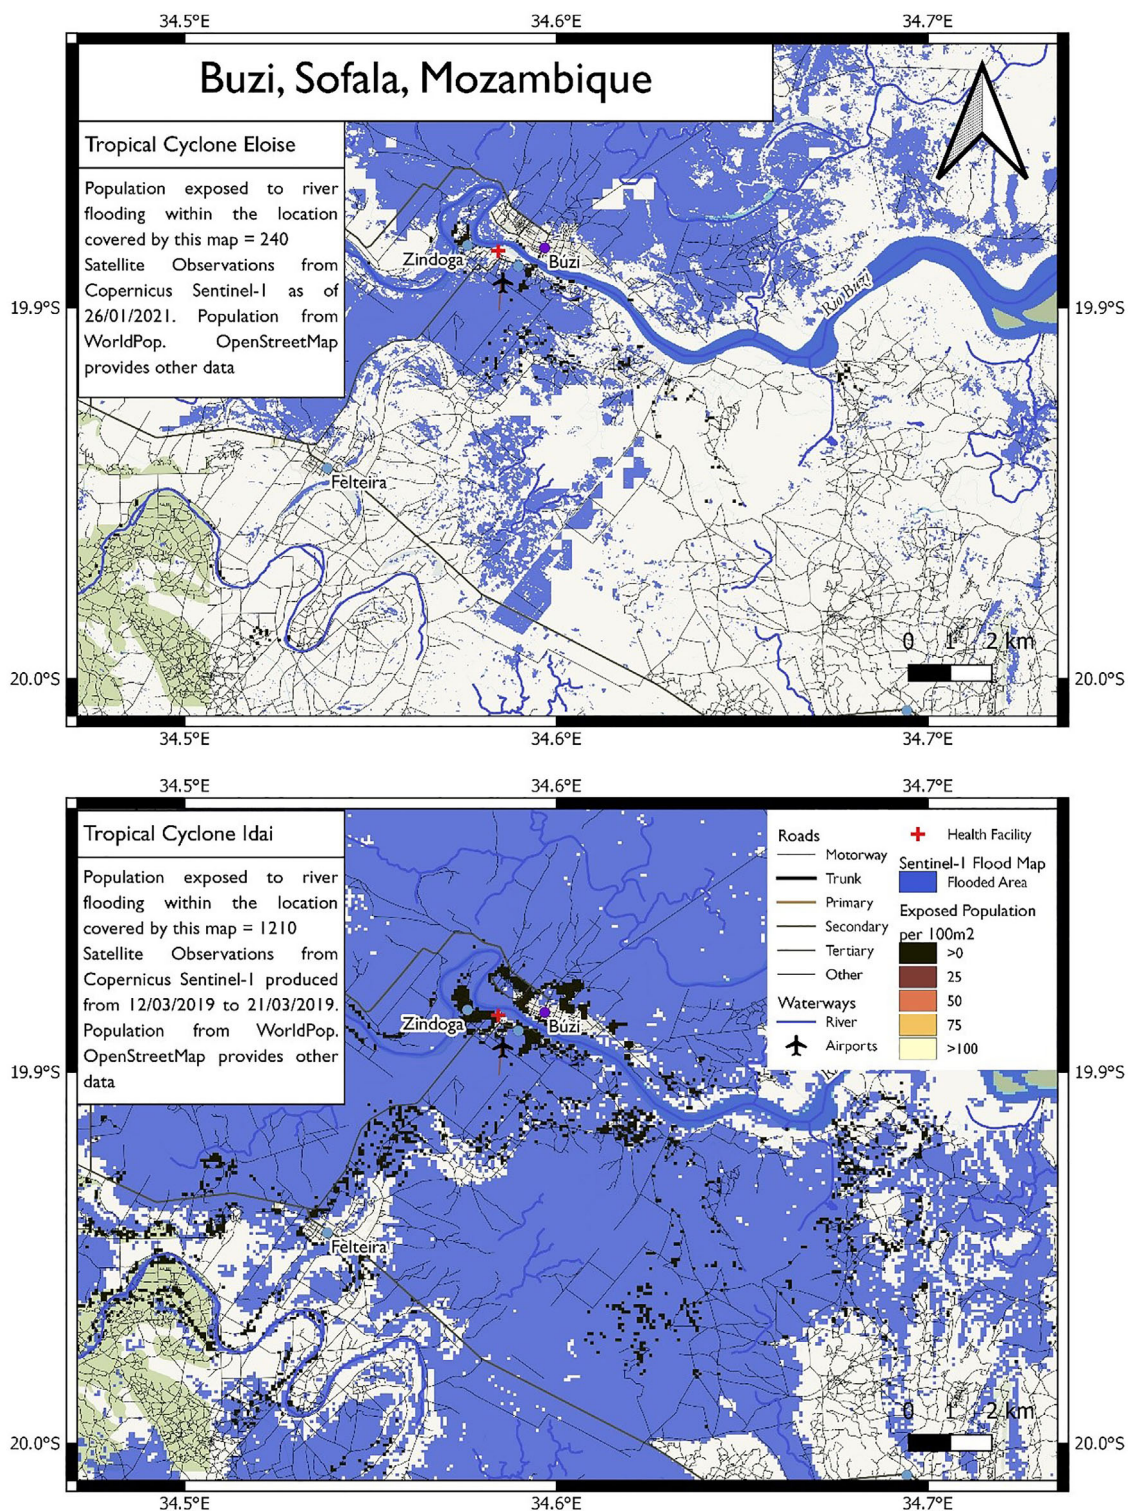 34.5°E 34.6°E 34.7°E
Buzi, Sofala, Mozambique
Tropical Cyclone Eloise
Population exposed to river
flooding within the location
covered by this map = 240
Satellite Observations from
Copernicus Sentinel-1 as of
26/01/2021. Population from
WorldPop. OpenStreetMap
provides other data
Zindoga
Buzi
Rio Buzi
19.9°S 19.9°S
Felteira
0 1 2 km
20.0°S 20.0°S
34.5°E 34.6°E 34.7°E
34.5°E 34.6°E 34.7°E
Tropical Cyclone Idai
Population exposed to river
flooding within the location
covered by this map = 1210
Satellite Observations from
Copernicus Sentinel-1 produced
from 12/03/2019 to 21/03/2019.
Population from WorldPop.
OpenStreetMap provides other
data
Roads
Motorway
Trunk
Primary
Secondary
Tertiary
Other
Waterways
River
Airports
Health Facility
Sentinel-1 Flood Map
Flooded Area
Exposed Population
per 100m2
>0
25
50
75
>100
Zindoga
Buzi
19.9°S 19.9°S
Felteira
0 1 2 km
20.0°S 20.0°S
34.5°E 34.6°E 34.7°E